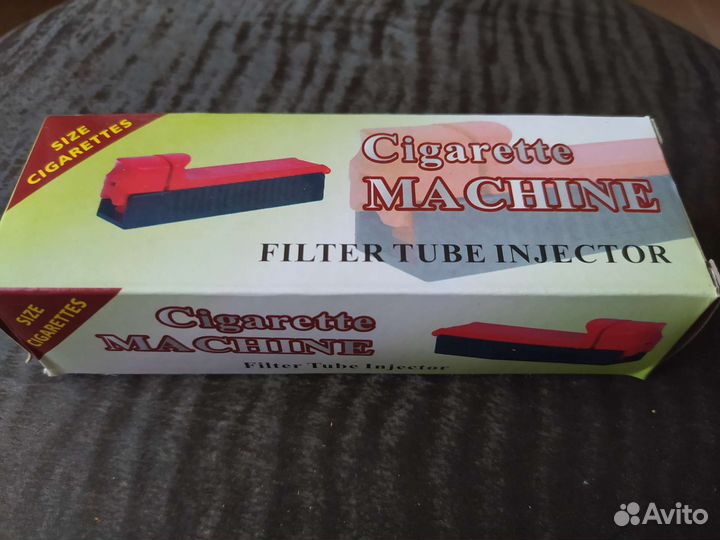 SIZE
CIGARETTES
Cigarette
MACHINE
FILTER TUBE INJECTOR
SIZE
CIGARETTES
Cigarette
MACHINE
Filter Tube Injector
Avito